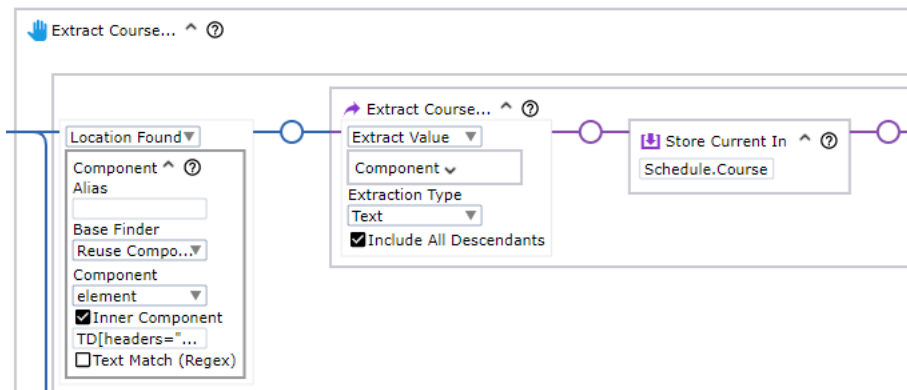 Extract Course...
Location Found
Component
Alias
Base Finder
Reuse Compo...
Component
element
Inner Component
TD[headers="...
Text Match (Regex)
Extract Course...
Extract Value
Component
Extraction Type
Text
Include All Descendants
Store Current In
Schedule.Course